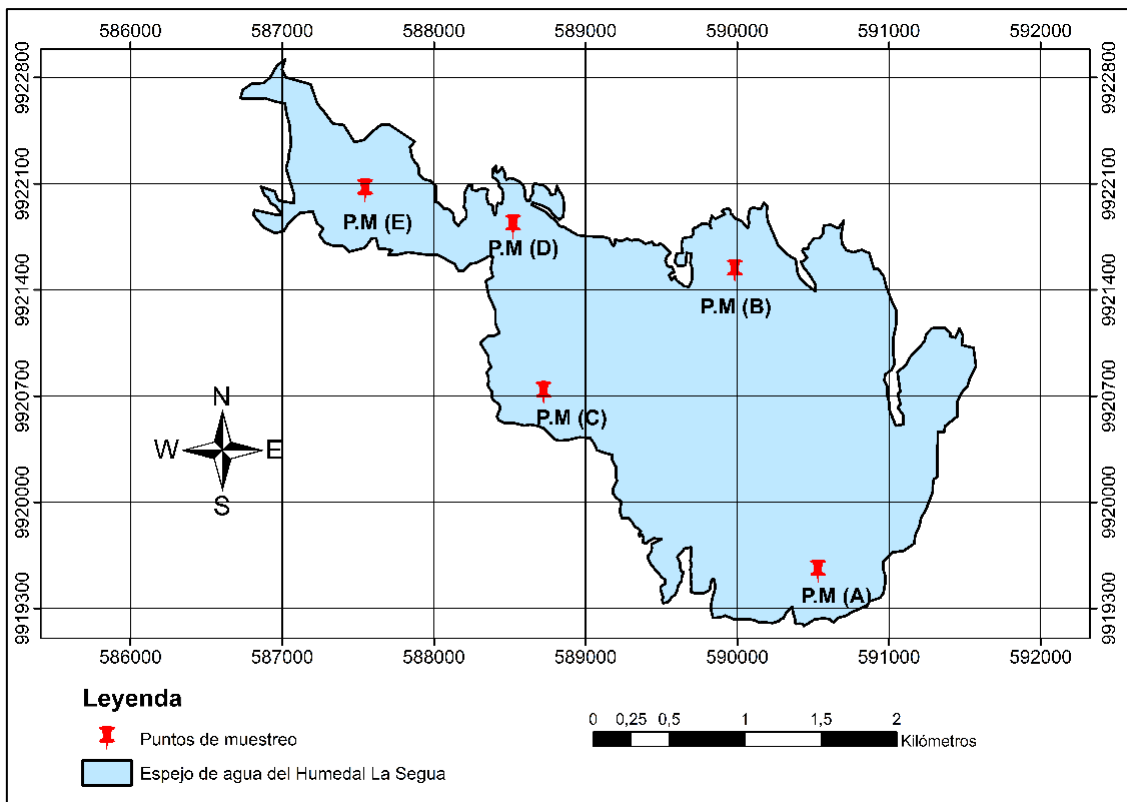 586000 587000 588000 589000 590000 591000 592000
9922800 9922800
9922100 9922100
P.M (E)
P.M (D)
9921400 9921400
P.M (B)
9920700 9920700
P.M (C)
N
W E
S
9920000 9920000
P.M (A)
9919300 9919300
586000 587000 588000 589000 590000 591000 592000
Leyenda
Puntos de muestreo
Espejo de agua del Humedal La Segua
0 0,25 0,5 1 1,5 2
Kilómetros